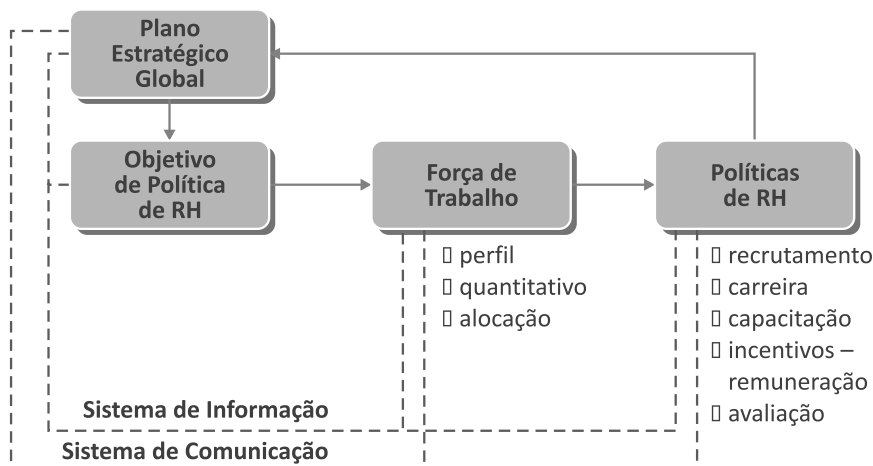 Plano
Estratégico
Global
Objetivo
de Política
de RH
Força de
Trabalho
Políticas
de RH
perfil
quantitativo
alocação
recrutamento
carreira
capacitação
incentivos –
remuneração
avaliação
Sistema de Informação
Sistema de Comunicação